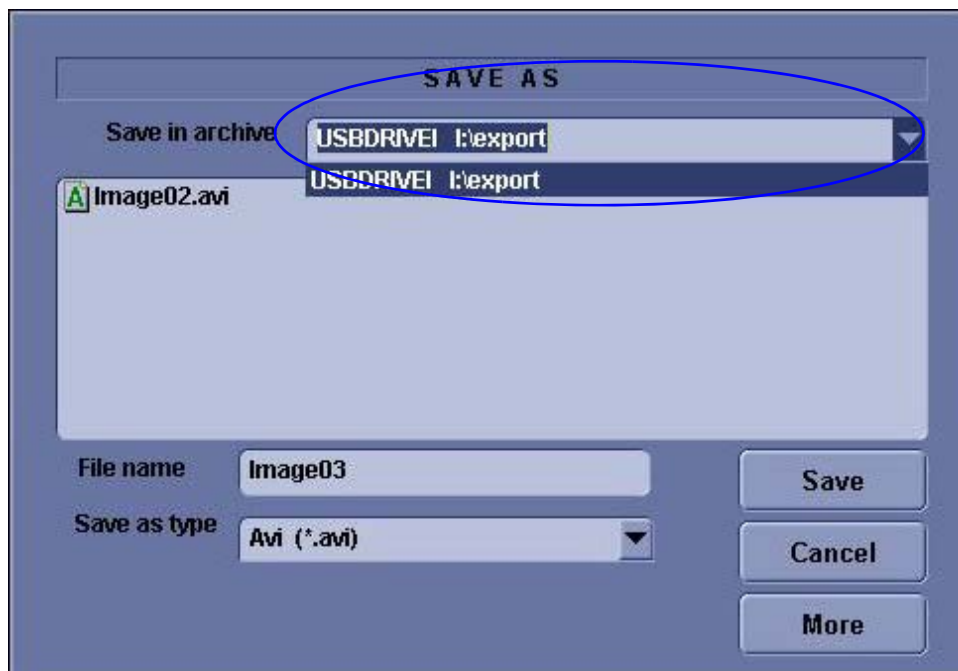 SAVE AS
Save in archive
USBDRIVEI I:\export
USBDRIVEI I:\export
Image02.avi
File name
Image03
Save
Save as type
Avi (*.avi)
Cancel
More